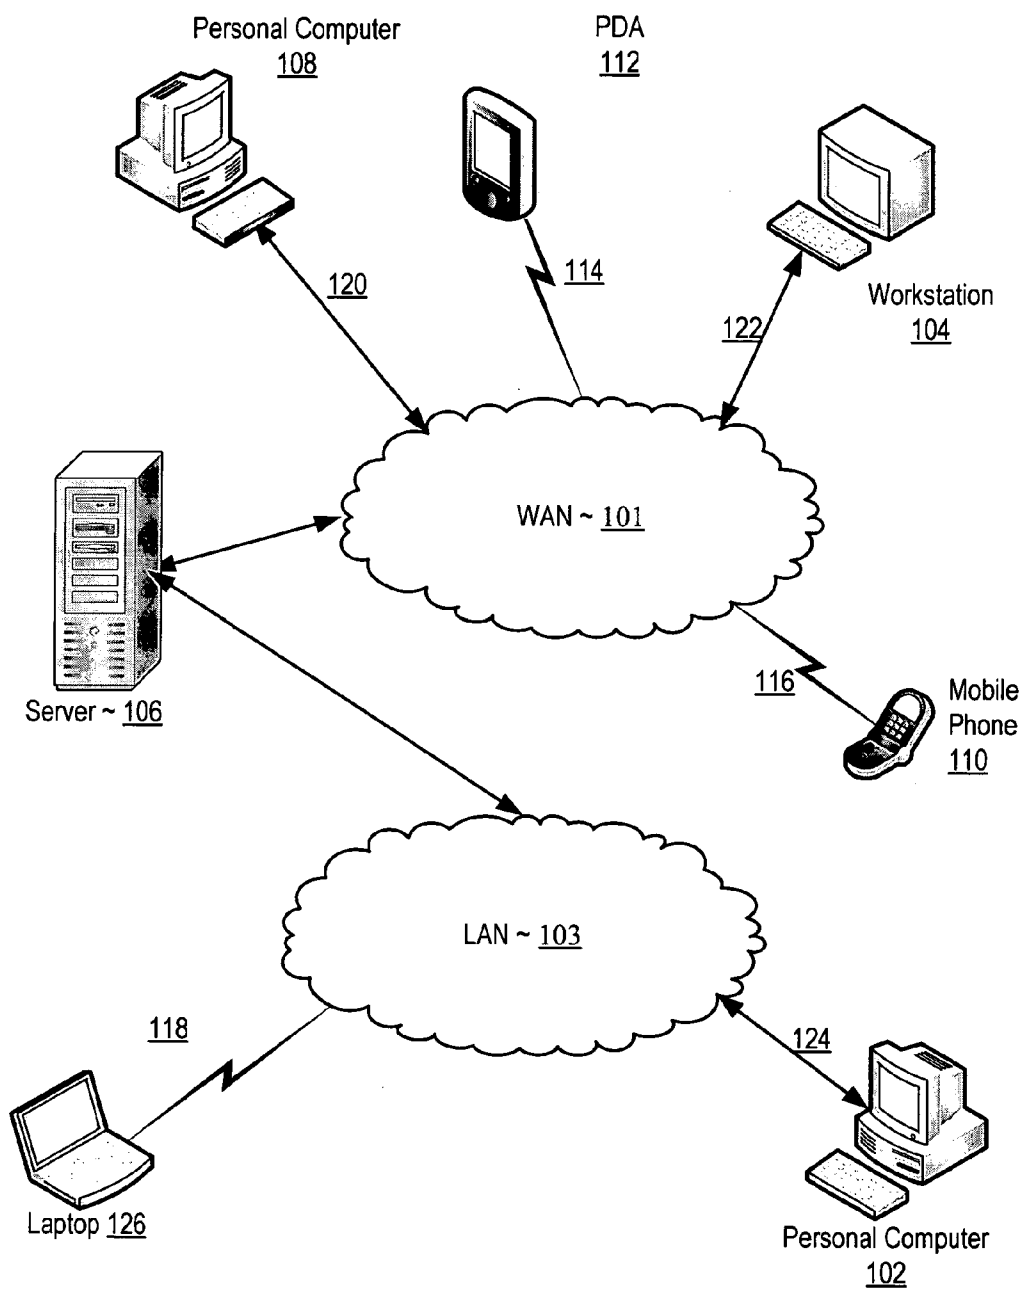 Personal Computer
108
PDA
112
120
114
Workstation
104
122
WAN ~ 101
Server ~ 106
116
Mobile
Phone
110
LAN ~ 103
118
124
Laptop 126
Personal Computer
102